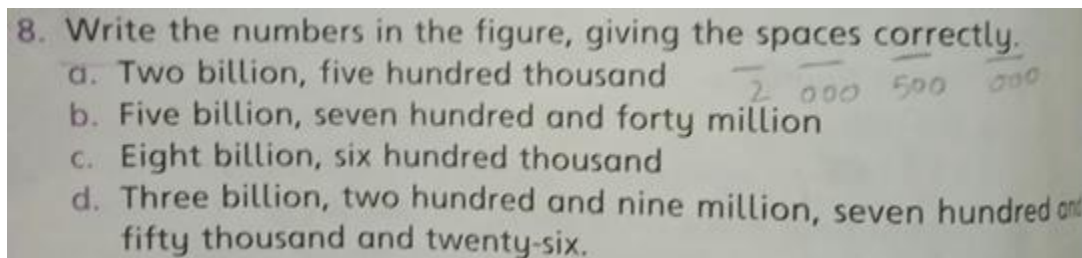 8. Write the numbers in the figure, giving the spaces correctly.
a. Two billion, five hundred thousand 2 000 500 000
b. Five billion, seven hundred and forty million
c. Eight billion, six hundred thousand
d. Three billion, two hundred and nine million, seven hundred and
fifty thousand and twenty-six.